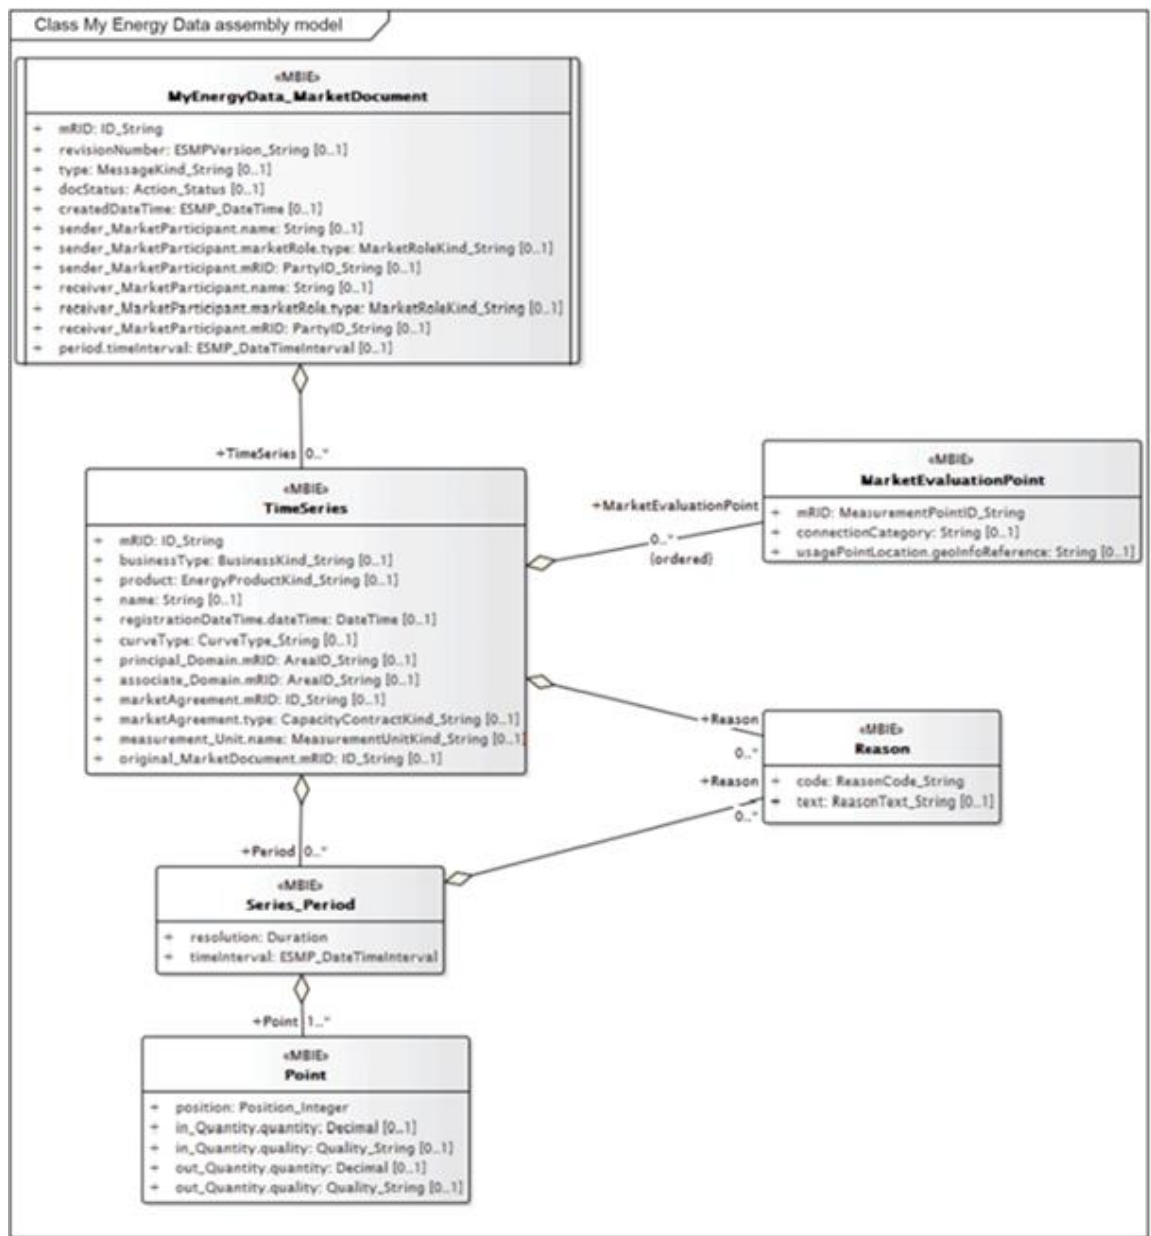 Class My Energy Data assembly model
«MBIE»
MyEnergyData_MarketDocument
+ mRID: ID_String
+ revisionNumber: ESMPVersion_String [0..1]
+ type: MessageKind_String [0..1]
+ docStatus: Action_Status [0..1]
+ createdDateTime: ESMP_DateTime [0..1]
+ sender_MarketParticipant.name: String [0..1]
+ sender_MarketParticipant.marketRole.type: MarketRoleKind_String [0..1]
+ sender_MarketParticipant.mRID: PartyID_String [0..1]
+ receiver_MarketParticipant.name: String [0..1]
+ receiver_MarketParticipant.marketRole.type: MarketRoleKind_String [0..1]
+ receiver_MarketParticipant.mRID: PartyID_String [0..1]
+ period.timeInterval: ESMP_DateTimeInterval [0..1]
+TimeSeries 0..*
«MBIE»
TimeSeries
+ mRID: ID_String
+ businessType: BusinessKind_String [0..1]
+ product: EnergyProductKind_String [0..1]
+ name: String [0..1]
+ registrationDateTime.dateTime: DateTime [0..1]
+ curveType: CurveType_String [0..1]
+ principal_Domain.mRID: AreaID_String [0..1]
+ associate_Domain.mRID: AreaID_String [0..1]
+ marketAgreement.mRID: ID_String [0..1]
+ marketAgreement.type: CapacityContractKind_String [0..1]
+ measurement_Unit.name: MeasurementUnitKind_String [0..1]
+ original_MarketDocument.mRID: ID_String [0..1]
+MarketEvaluationPoint
0..*
{ordered}
«MBIE»
MarketEvaluationPoint
+ mRID: MeasurementPointID_String
+ connectionCategory: String [0..1]
+ usagePointLocation.geoInfoReference: String [0..1]
+Reason
0..*
+Reason
0..*
«MBIE»
Reason
+ code: ReasonCode_String
+ text: ReasonText_String [0..1]
+Period 0..*
«MBIE»
Series_Period
+ resolution: Duration
+ timeInterval: ESMP_DateTimeInterval
+Point 1..*
«MBIE»
Point
+ position: Position_Integer
+ in_Quantity.quantity: Decimal [0..1]
+ in_Quantity.quality: Quality_String [0..1]
+ out_Quantity.quantity: Decimal [0..1]
+ out_Quantity.quality: Quality_String [0..1]